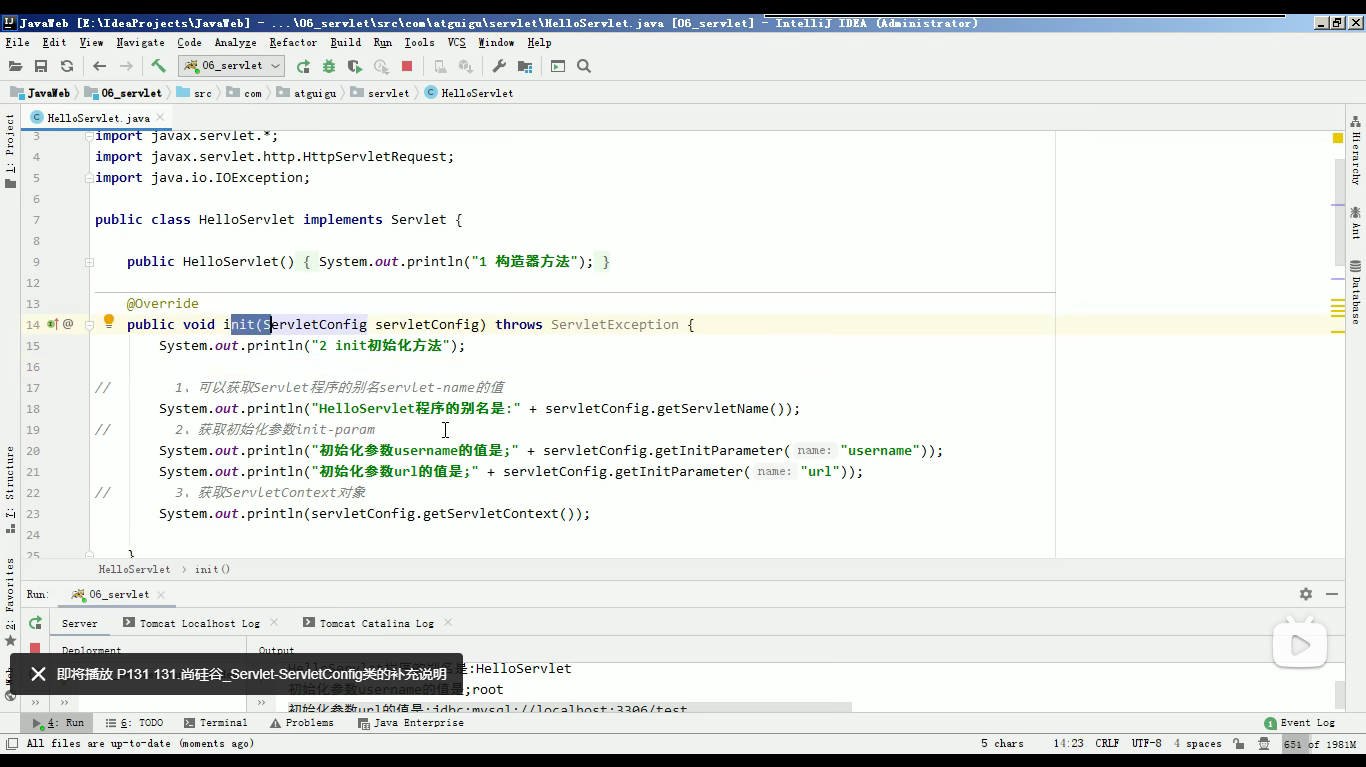 JavaWeb [E:\IdeaProjects\JavaWeb] - ...\06_servlet\src\com\atguigu\servlet\HelloServlet.java [06_servlet] - IntelliJ IDEA (Administrator)
File Edit View Navigate Code Analyze Refactor Build Run Tools VCS Window Help
06_servlet
JavaWeb 06_servlet src com atguigu servlet HelloServlet
HelloServlet.java
1: Project
Hierarchy
Ant
Database
3 import javax.servlet.*;
4 import javax.servlet.http.HttpServletRequest;
5 import java.io.IOException;
6
7 public class HelloServlet implements Servlet {
8
9 public HelloServlet() { System.out.println("1 构造器方法"); }
12
13 @Override
14 public void init(ServletConfig servletConfig) throws ServletException {
15 System.out.println("2 init初始化方法");
16
17 // 1、可以获取Servlet程序的别名servlet-name的值
18 System.out.println("HelloServlet程序的别名是:" + servletConfig.getServletName());
19 // 2、获取初始化参数init-param
20 System.out.println("初始化参数username的值是;" + servletConfig.getInitParameter( name: "username"));
21 System.out.println("初始化参数url的值是;" + servletConfig.getInitParameter( name: "url"));
22 // 3、获取ServletContext对象
23 System.out.println(servletConfig.getServletContext());
24
25 }
HelloServlet › init()
7: Structure
2: Favorites
Run: 06_servlet
Server Tomcat Localhost Log Tomcat Catalina Log
Deployment Output
是:HelloServlet
即将播放 P131 131.尚硅谷_Servlet-ServletConfig类的补充说明
初始化参数username的值是;root
初始化参数url的值是;jdbc:mysql://localhost:3306/test
4: Run 6: TODO Terminal Problems Java Enterprise 1 Event Log
All files are up-to-date (moments ago) 5 chars 14:23 CRLF UTF-8 4 spaces 651 of 1981M